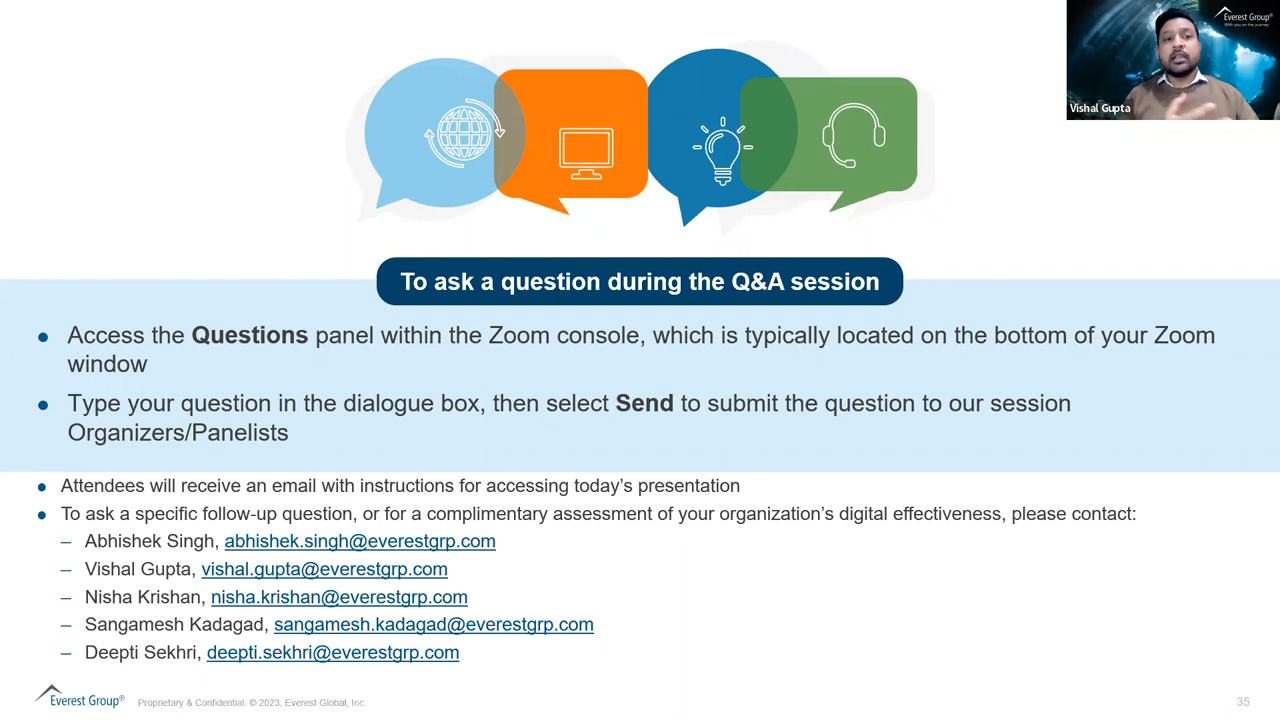 Everest Group®
With you on the journey
Vishal Gupta
To ask a question during the Q&A session
● Access the Questions panel within the Zoom console, which is typically located on the bottom of your Zoom
window
● Type your question in the dialogue box, then select Send to submit the question to our session
Organizers/Panelists
● Attendees will receive an email with instructions for accessing today’s presentation
● To ask a specific follow-up question, or for a complimentary assessment of your organization’s digital effectiveness, please contact:
– Abhishek Singh, abhishek.singh@everestgrp.com
– Vishal Gupta, vishal.gupta@everestgrp.com
– Nisha Krishan, nisha.krishan@everestgrp.com
– Sangamesh Kadagad, sangamesh.kadagad@everestgrp.com
– Deepti Sekhri, deepti.sekhri@everestgrp.com
Everest Group® Proprietary & Confidential. © 2023, Everest Global, Inc. 35